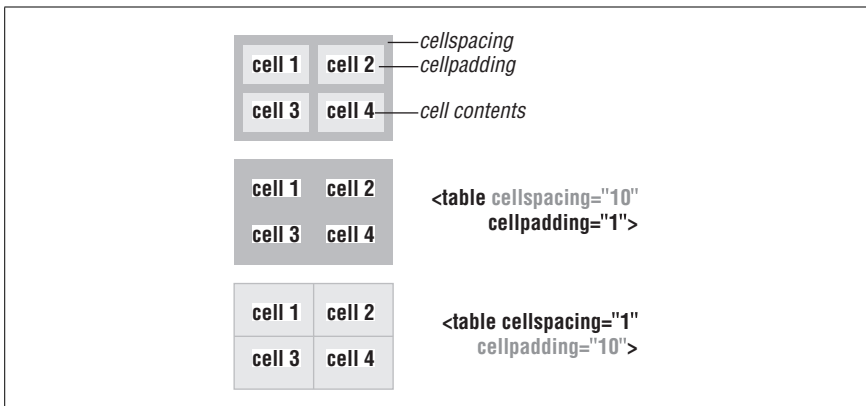 cellspacing
cell 1 cell 2 cellpadding
cell 3 cell 4 cell contents
cell 1 cell 2
<table cellspacing="10"
cellpadding="1">
cell 3 cell 4
cell 1 cell 2
<table cellspacing="1"
cellpadding="10">
cell 3 cell 4